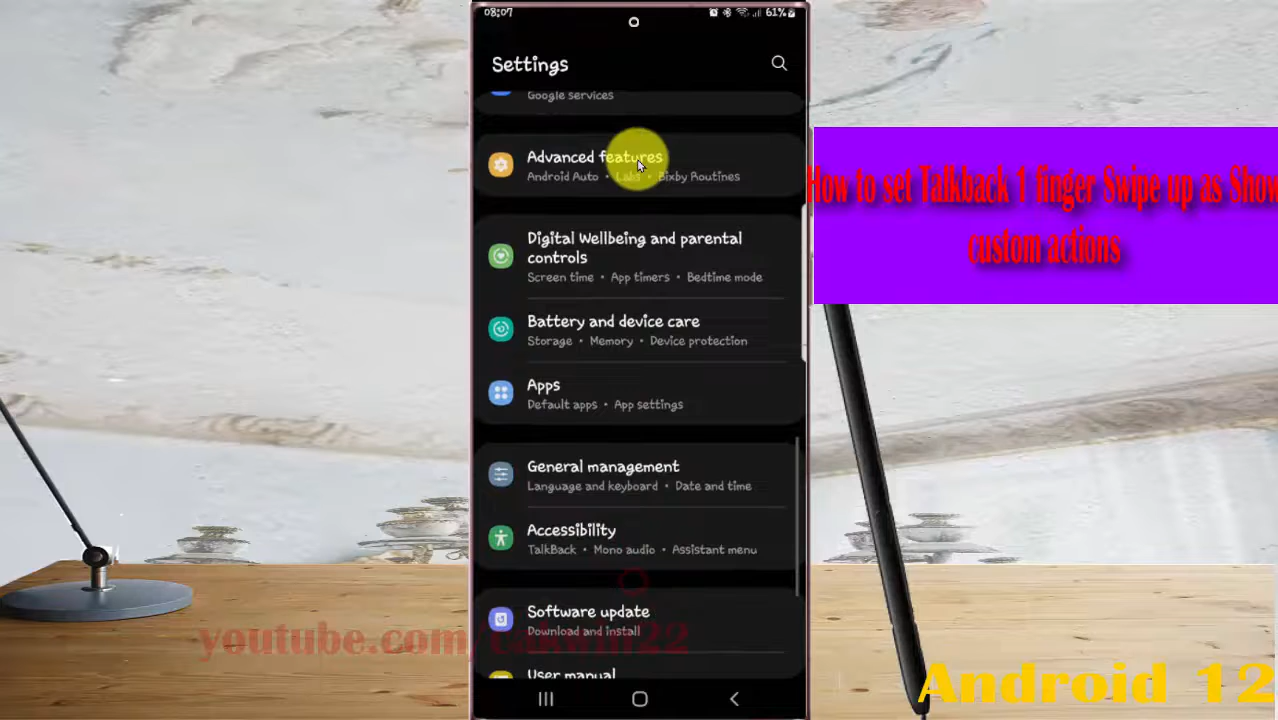 08:07
61%
Settings
Google services
Advanced features
Android Auto • Labs • Bixby Routines
Digital Wellbeing and parental
controls
Screen time • App timers • Bedtime mode
Battery and device care
Storage • Memory • Device protection
Apps
Default apps • App settings
General management
Language and keyboard • Date and time
Accessibility
TalkBack • Mono audio • Assistant menu
Software update
Download and install
User manual
How to set Talkback 1 finger Swipe up as Show
custom actions
youtube.com/takwin22
Android 12